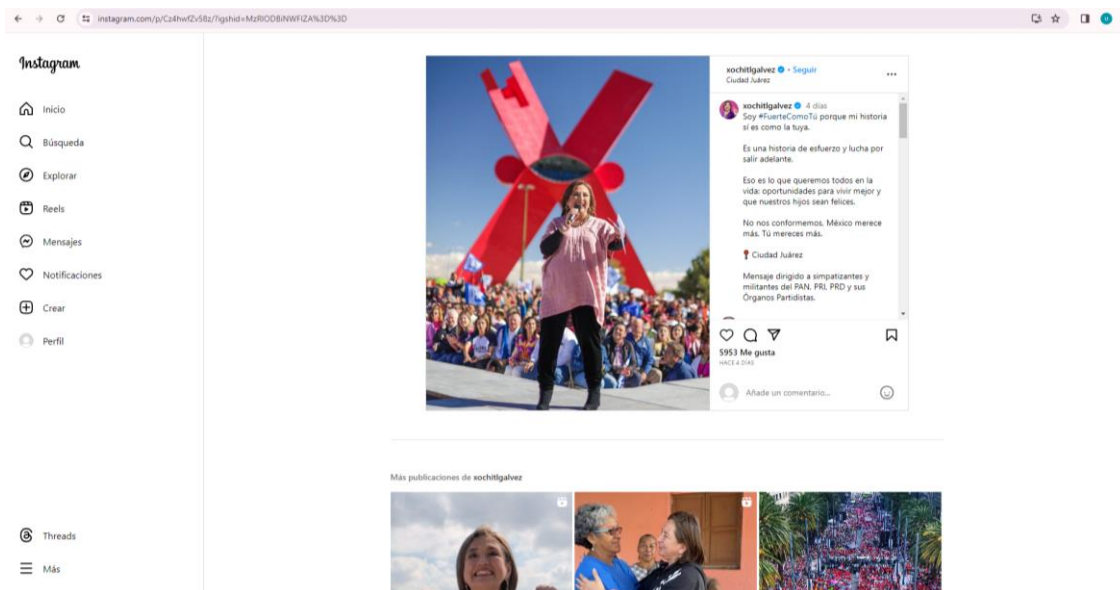 instagram.com/p/Cz4hwfZvS8z/?igshid=MzRlODBiNWFlZA%3D%3D
Instagram
Inicio
Búsqueda
Explorar
Reels
Mensajes
Notificaciones
Crear
Perfil
Threads
Más
xochitlgalvez • Seguir
Ciudad Juárez
xochitlgalvez 4 días
Soy #FuerteComoTú porque mi historia
sí es como la tuya.
Es una historia de esfuerzo y lucha por
salir adelante.
Eso es lo que queremos todos en la
vida: oportunidades para vivir mejor y
que nuestros hijos sean felices.
No nos conformemos, México merece
más. Tú mereces más.
📍 Ciudad Juárez
Mensaje dirigido a simpatizantes y
militantes del PAN, PRI, PRD y sus
Órganos Partidistas.
5953 Me gusta
HACE 4 DÍAS
Añade un comentario...
Más publicaciones de xochitlgalvez